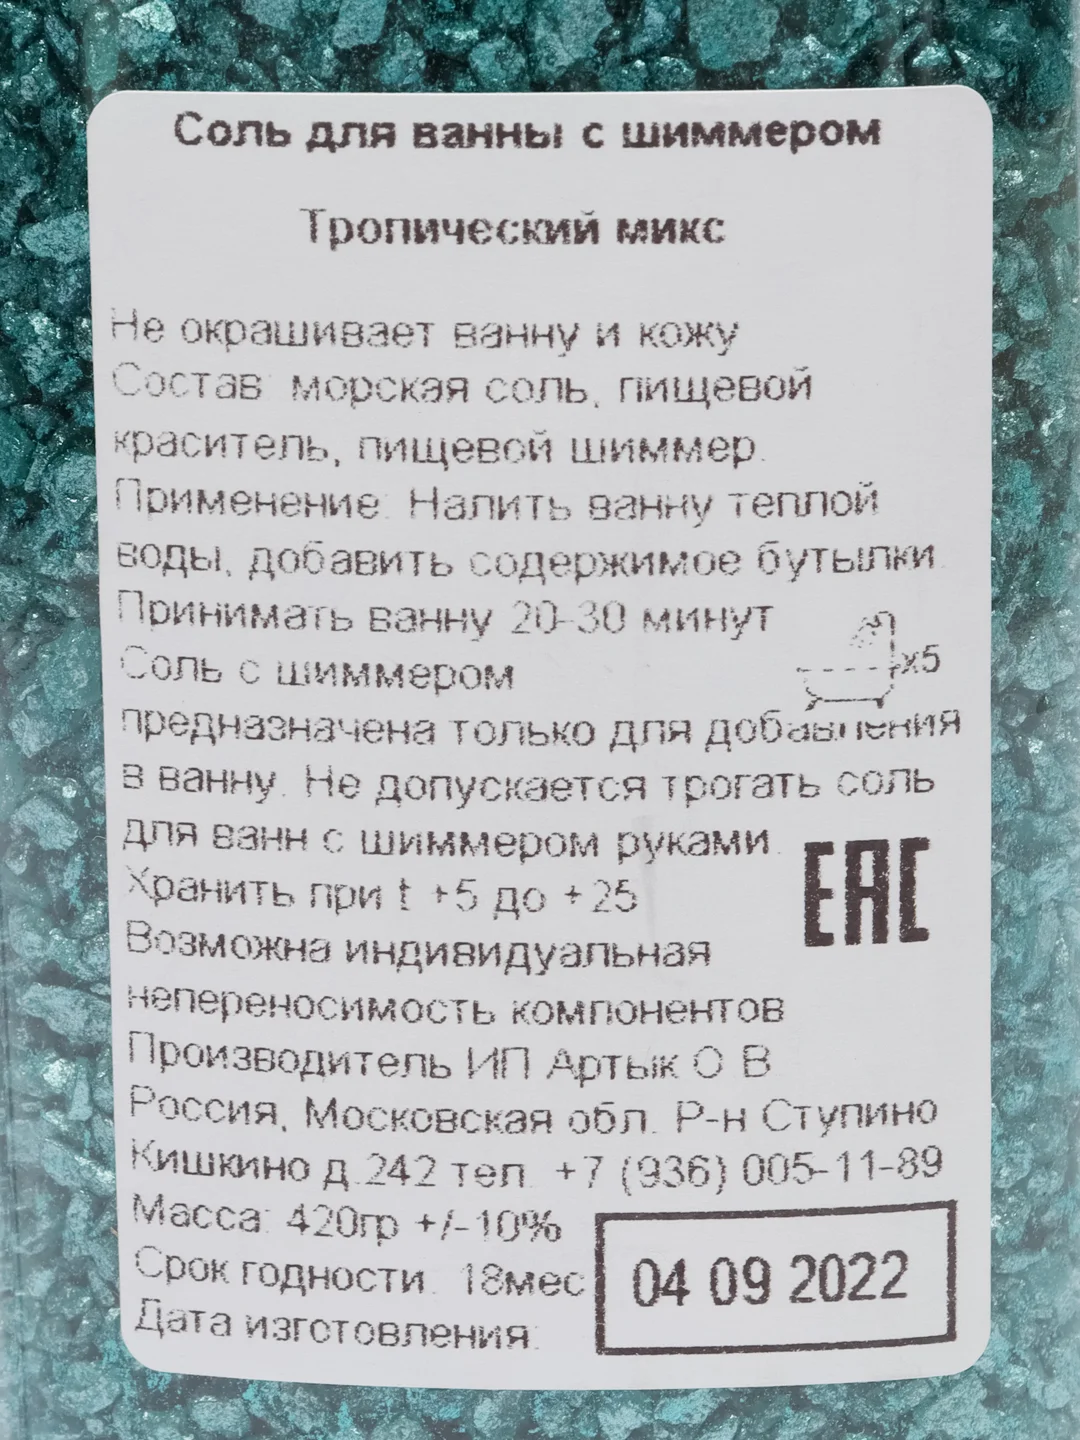 Соль для ванны с шиммером
Тропический микс
Не окрашивает ванну и кожу
Состав: морская соль, пищевой
краситель, пищевой шиммер.
Применение: Налить ванну теплой
воды, добавить содержимое бутылки.
Принимать ванну 20-30 минут
x5
Соль с шиммером
предназначена только для добавления
в ванну. Не допускается трогать соль
для ванн с шиммером руками.
Хранить при t +5 до +25
EAC
Возможна индивидуальная
непереносимость компонентов
Производитель ИП Артык О В
Россия, Московская обл. Р-н Ступино
Кишкино д.242 тел. +7 (936) 005-11-89
Масса: 420гр +/-10%
Срок годности: 18мес
Дата изготовления:
04 09 2022